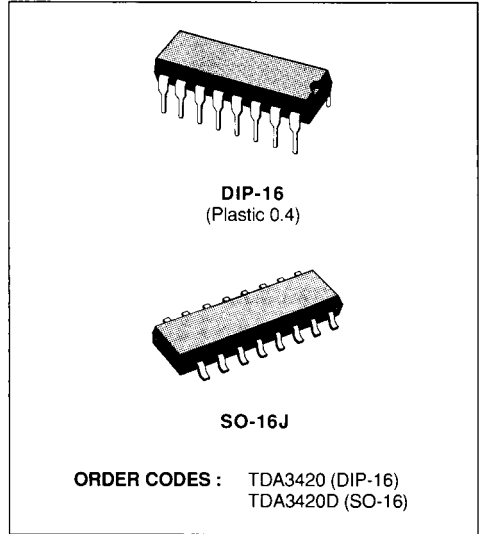 DIP-16
(Plastic 0.4)
SO-16J
ORDER CODES : TDA3420 (DIP-16)
TDA3420D (SO-16)